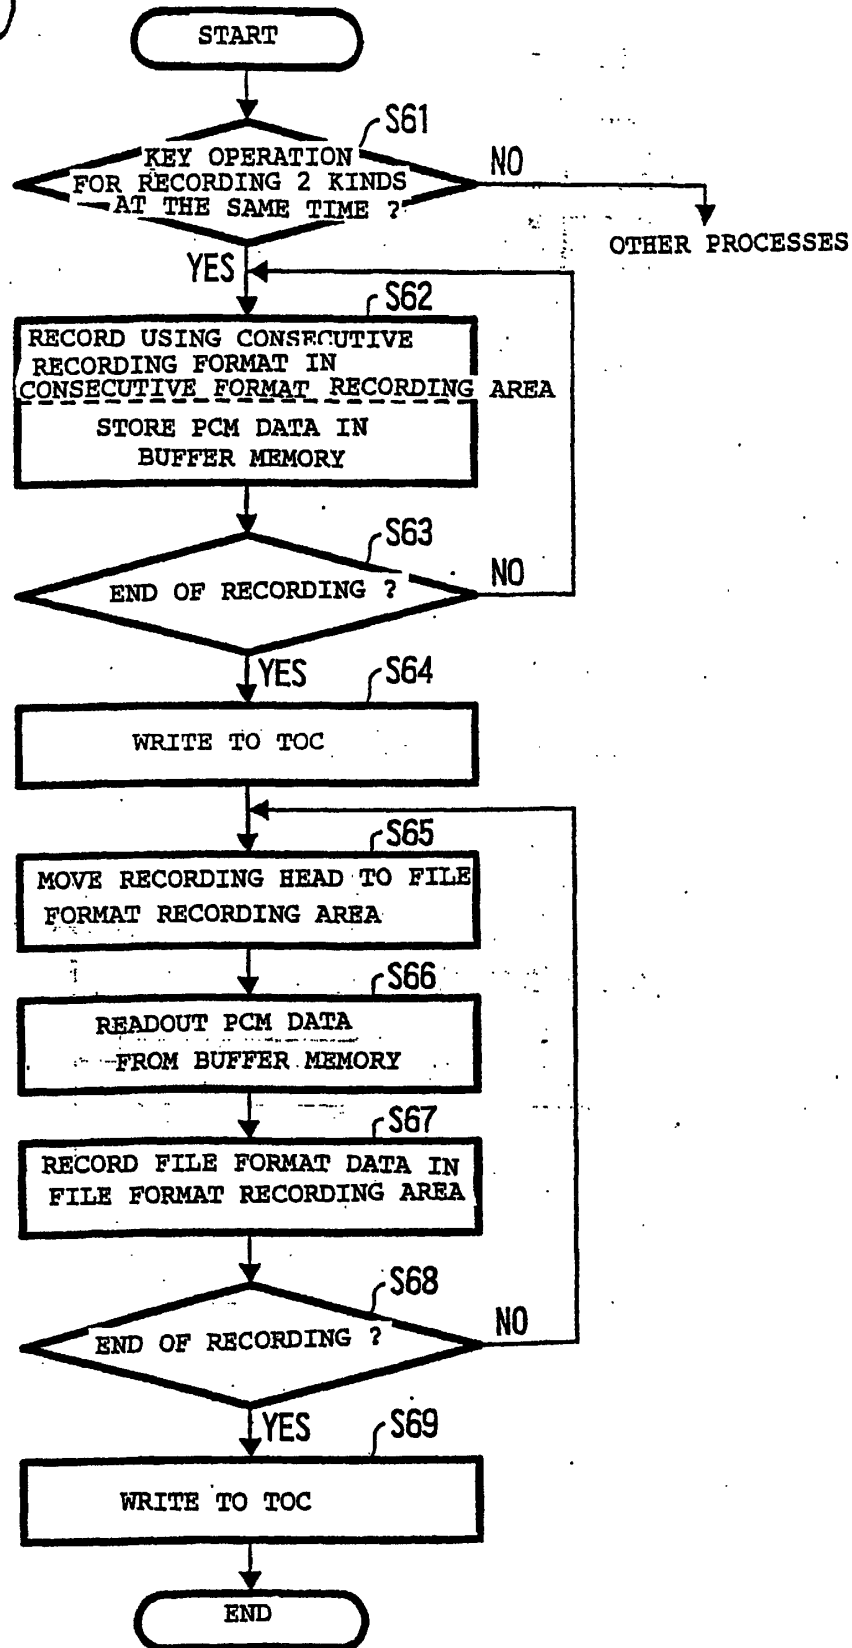 START
S61
KEY OPERATION
FOR RECORDING 2 KINDS
AT THE SAME TIME ?
NO
OTHER PROCESSES
YES
S62
RECORD USING CONSECUTIVE
RECORDING FORMAT IN
CONSECUTIVE FORMAT RECORDING AREA
STORE PCM DATA IN
BUFFER MEMORY
S63
END OF RECORDING ?
NO
YES
S64
WRITE TO TOC
S65
MOVE RECORDING HEAD TO FILE
FORMAT RECORDING AREA
S66
READOUT PCM DATA
FROM BUFFER MEMORY
S67
RECORD FILE FORMAT DATA IN
FILE FORMAT RECORDING AREA
S68
END OF RECORDING ?
NO
YES
S69
WRITE TO TOC
END